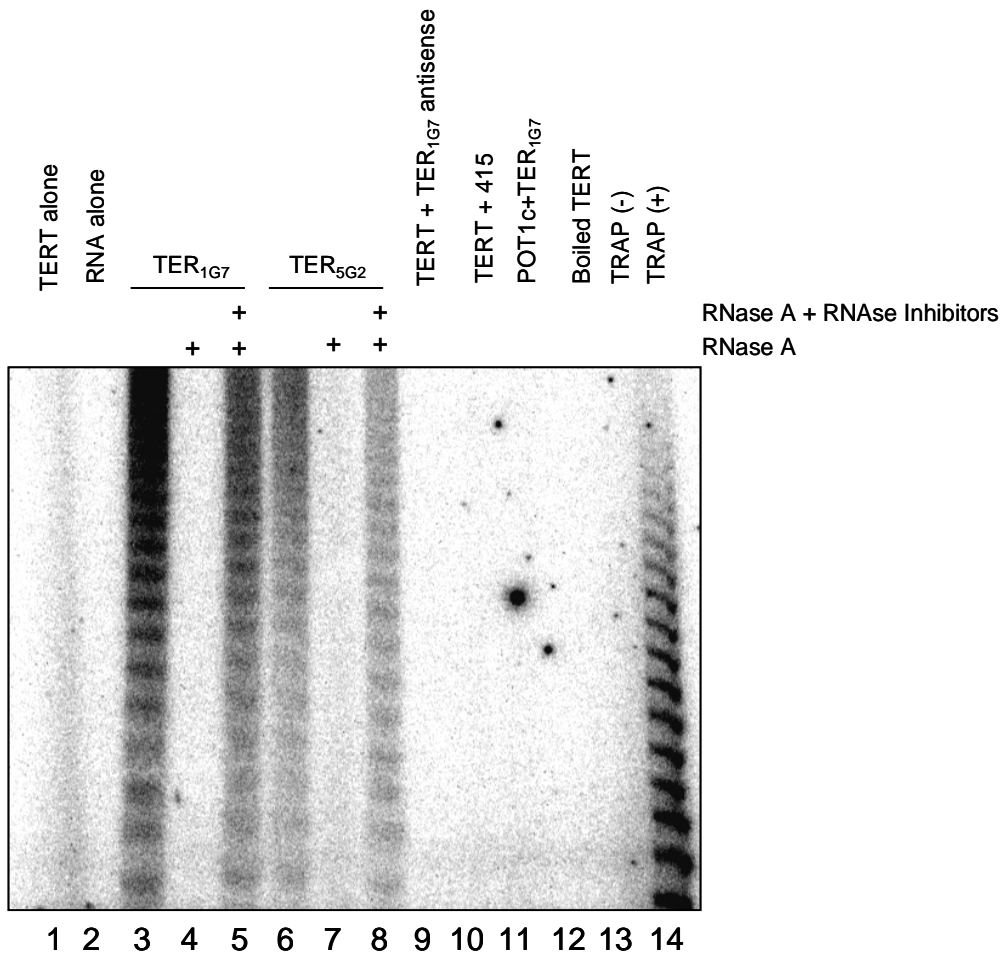 TERT alone
RNA alone
TER1G7
TER5G2
TERT + TER1G7 antisense
TERT + 415
POT1c+TER1G7
Boiled TERT
TRAP (-)
TRAP (+)
+ + RNase A + RNAse Inhibitors
+ + + + RNase A
1 2 3 4 5 6 7 8 9 10 11 12 13 14